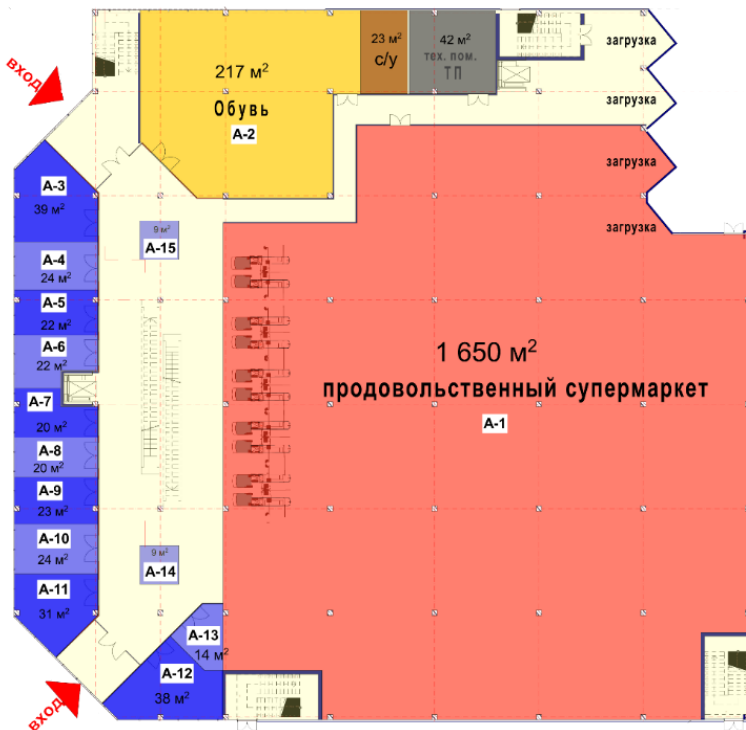 вход
217 м²
Обувь
А-2
23 м²
с/у
42 м²
тех. пом.
ТП
загрузка
загрузка
загрузка
загрузка
А-3
39 м²
А-4
24 м²
А-5
22 м²
А-6
22 м²
А-7
20 м²
А-8
20 м²
А-9
23 м²
А-10
24 м²
А-11
31 м²
9 м²
А-15
9 м²
А-14
А-13
14 м²
А-12
38 м²
вход
1 650 м²
продовольственный супермаркет
А-1